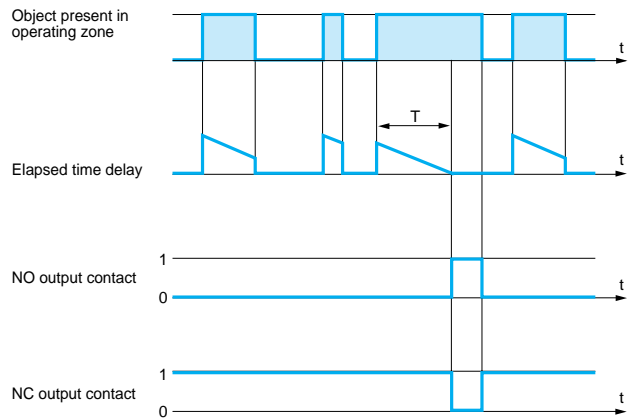 Object present in
operating zone
t
T
Elapsed time delay
t
1
NO output contact
0
t
1
NC output contact
0
t